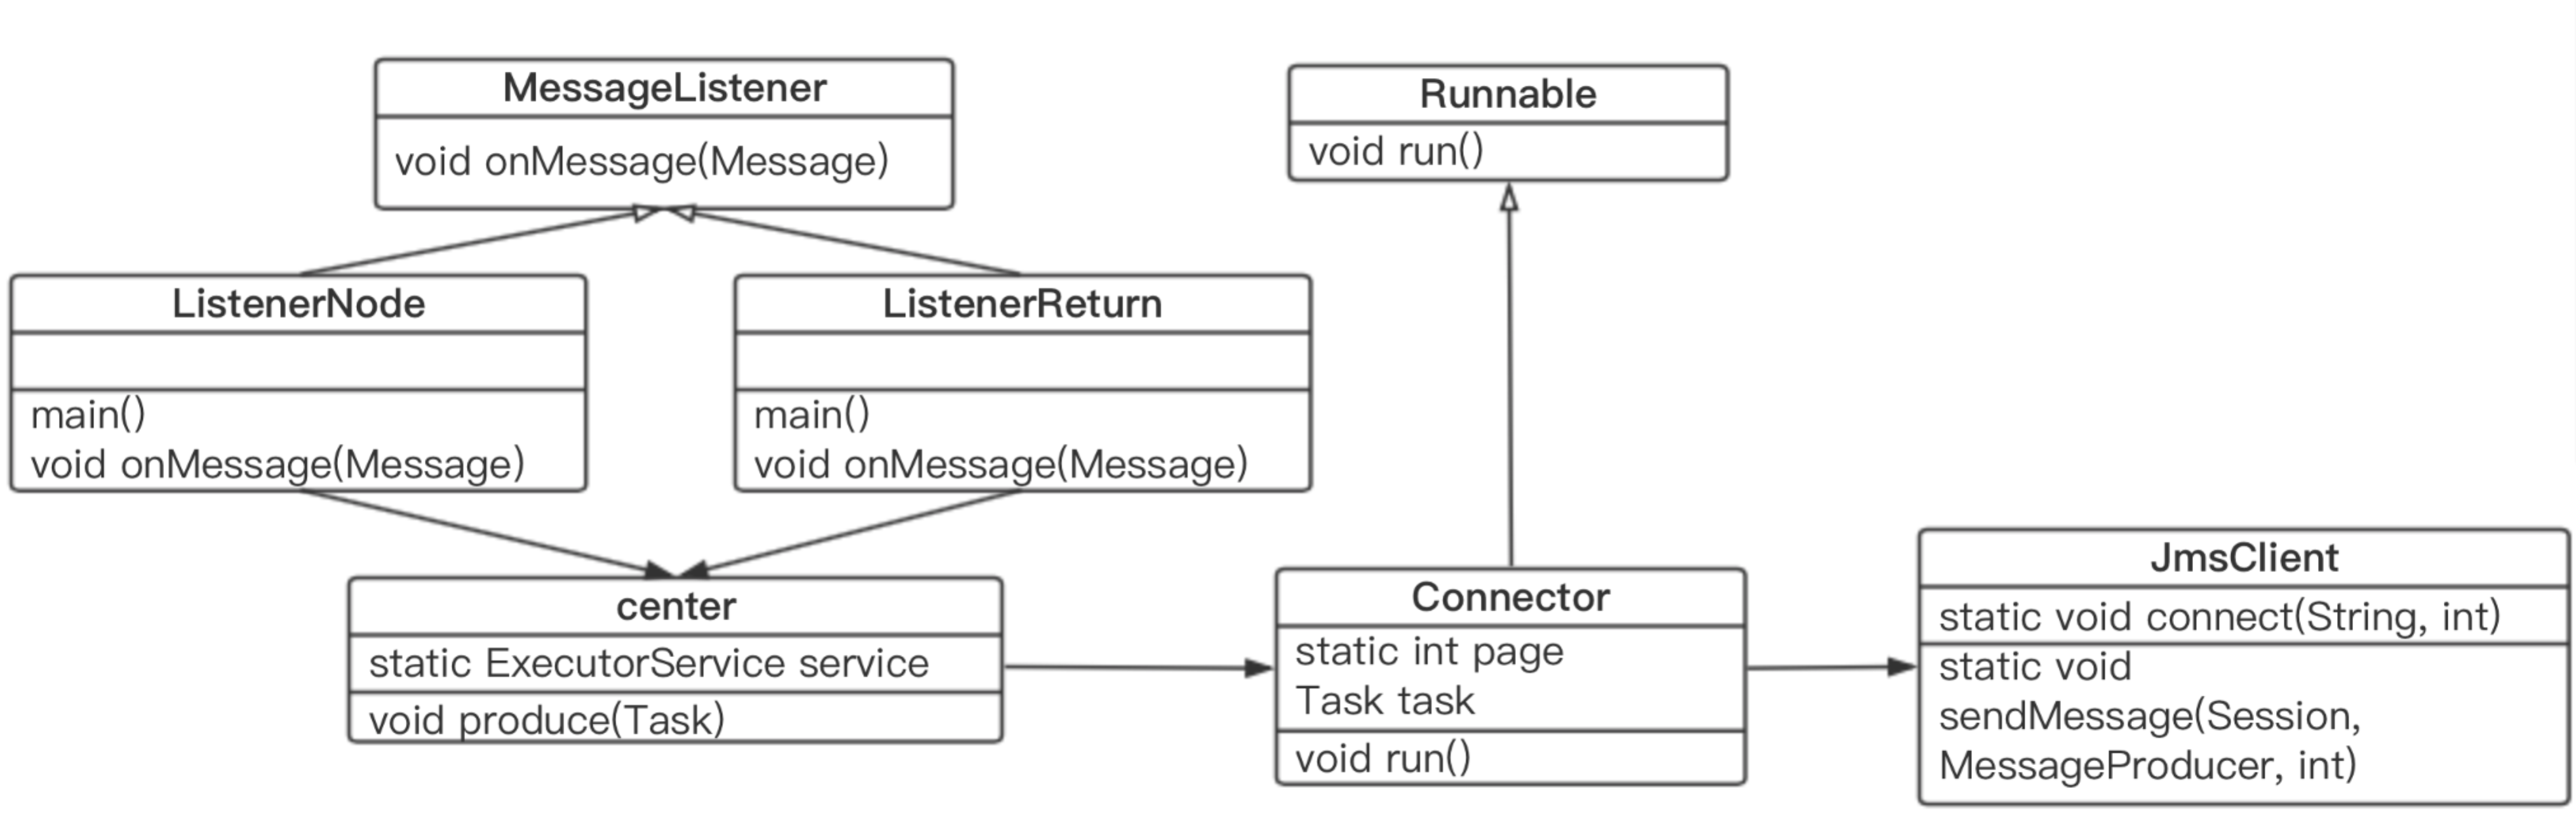 MessageListener
void onMessage(Message)
Runnable
void run()
ListenerNode
main()
void onMessage(Message)
ListenerReturn
main()
void onMessage(Message)
center
static ExecutorService service
void produce(Task)
Connector
static int page
Task task
void run()
JmsClient
static void connect(String, int)
static void
sendMessage(Session,
MessageProducer, int)